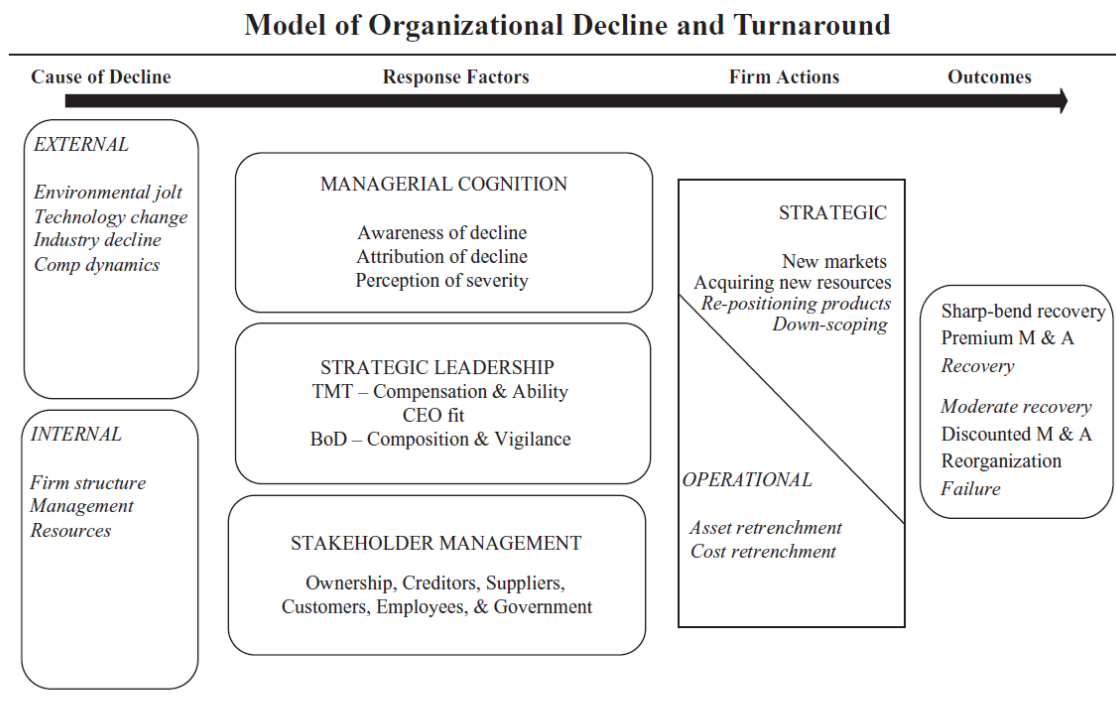 Model of Organizational Decline and Turnaround
Cause of Decline
Response Factors
Firm Actions
Outcomes
EXTERNAL
Environmental jolt
Technology change
Industry decline
Comp dynamics
INTERNAL
Firm structure
Management
Resources
MANAGERIAL COGNITION
Awareness of decline
Attribution of decline
Perception of severity
STRATEGIC LEADERSHIP
TMT – Compensation & Ability
CEO fit
BoD – Composition & Vigilance
STAKEHOLDER MANAGEMENT
Ownership, Creditors, Suppliers,
Customers, Employees, & Government
STRATEGIC
New markets
Acquiring new resources
Re-positioning products
Down-scoping
OPERATIONAL
Asset retrenchment
Cost retrenchment
Sharp-bend recovery
Premium M & A
Recovery
Moderate recovery
Discounted M & A
Reorganization
Failure